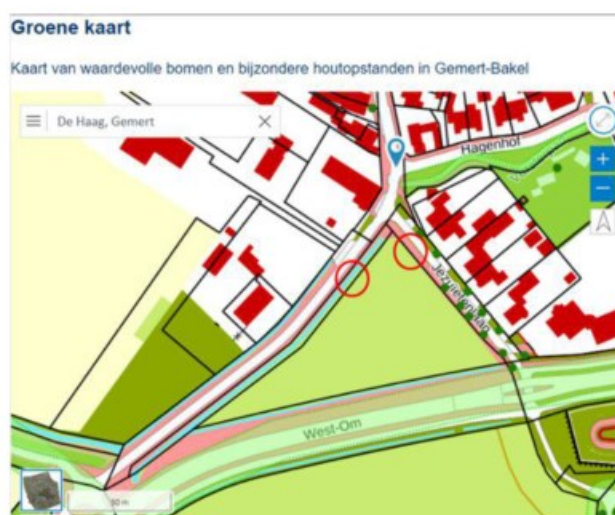 Groene kaart
Kaart van waardevolle bomen en bijzondere houtopstanden in Gemert-Bakel
De Haag, Gemert
Hagenhof
Jezuïetenlaan
West-Om
50 m